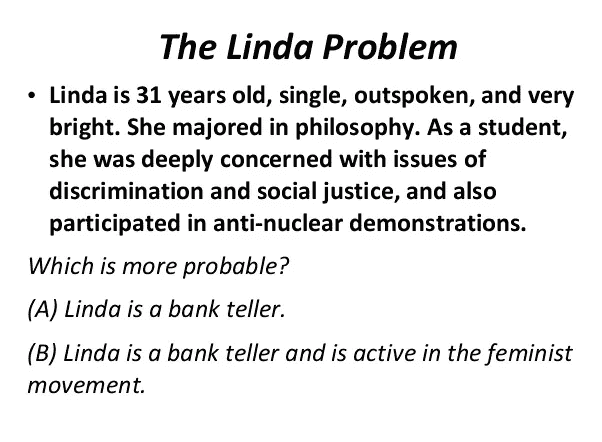 The Linda Problem
• Linda is 31 years old, single, outspoken, and very
bright. She majored in philosophy. As a student,
she was deeply concerned with issues of
discrimination and social justice, and also
participated in anti-nuclear demonstrations.
Which is more probable?
(A) Linda is a bank teller.
(B) Linda is a bank teller and is active in the feminist
movement.